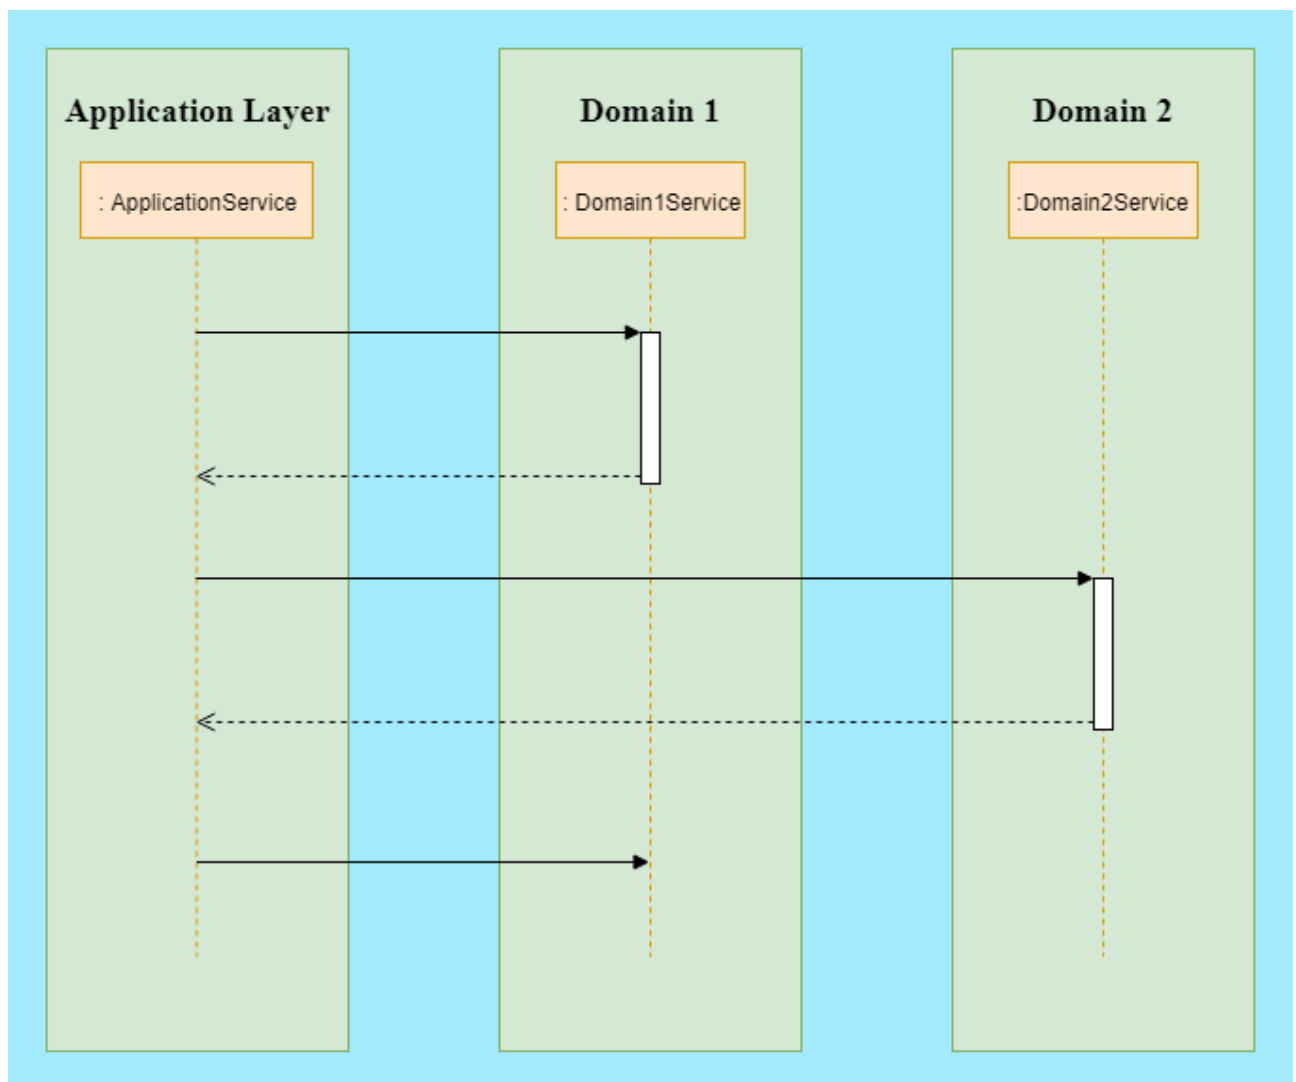 Application Layer
Domain 1
Domain 2
: ApplicationService
: Domain1Service
:Domain2Service